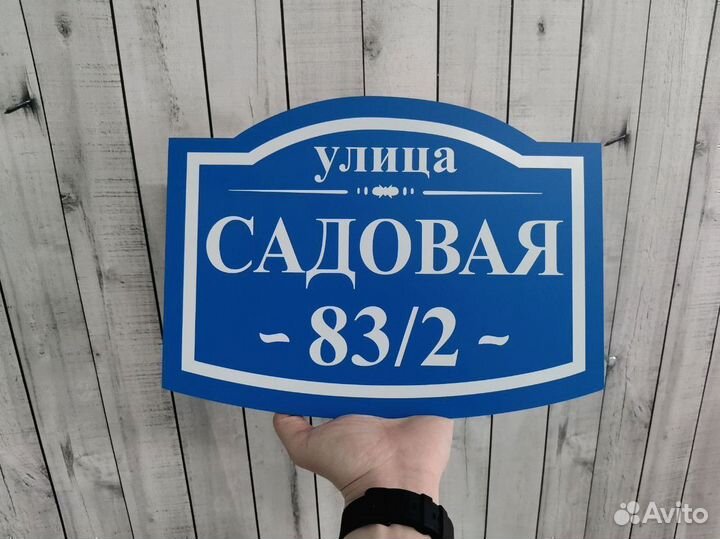 улица
САДОВАЯ
~ 83/2 ~
Avito